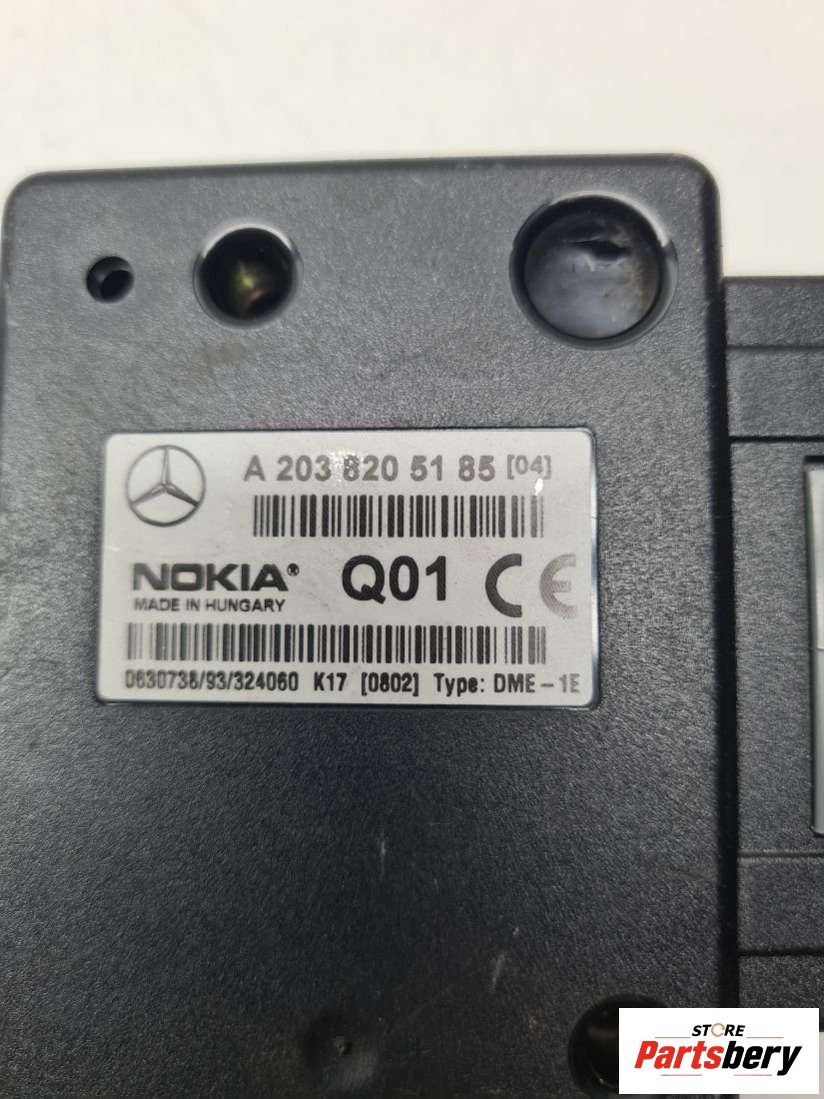 A 203 820 51 85 [04]
NOKIA® Q01 CE
MADE IN HUNGARY
0630738/93/324060 K17 [0802] Type: DME-1E
STORE
Partsbery